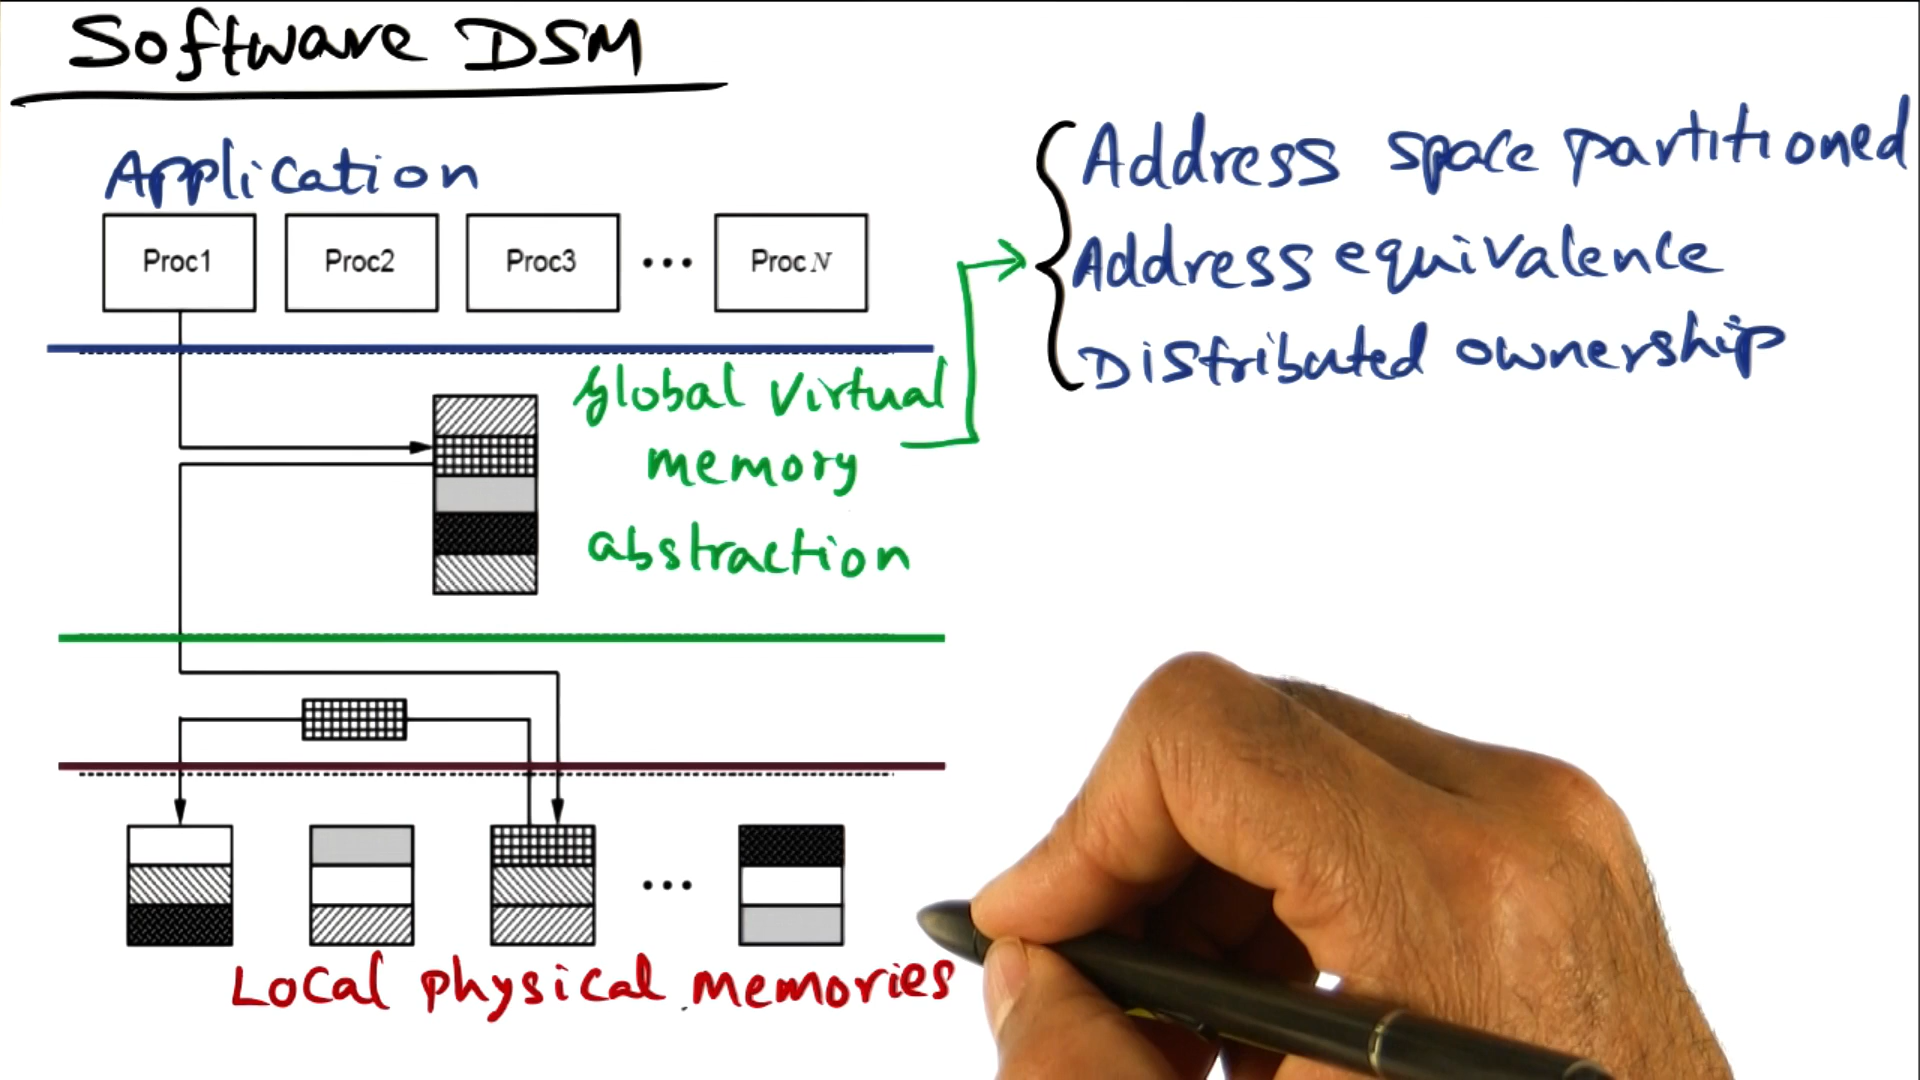 Software DSM
Application
Proc1 Proc2 Proc3 ... Proc N
Global Virtual
memory
abstraction
Address space partitioned
Address equivalence
Distributed ownership
...
Local physical memories